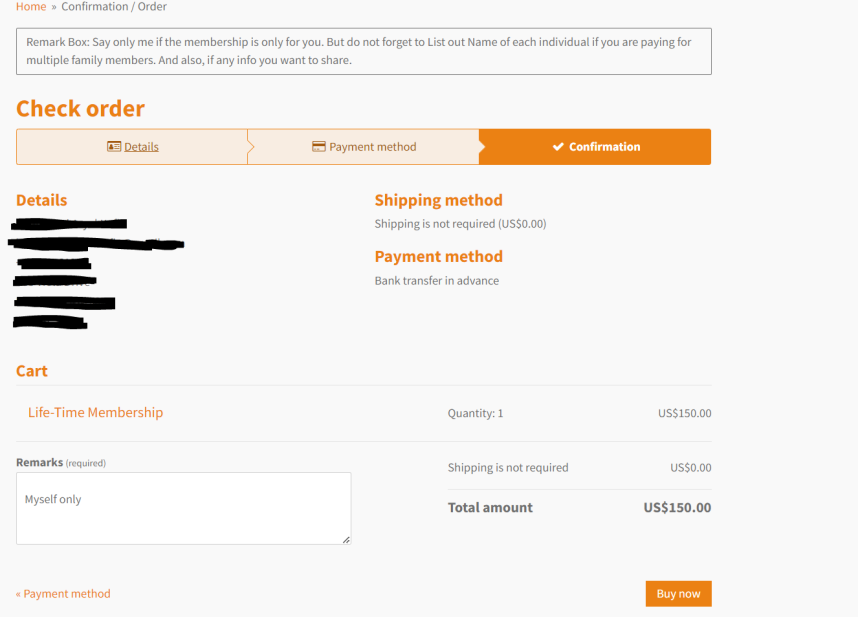 Home » Confirmation / Order
Remark Box: Say only me if the membership is only for you. But do not forget to List out Name of each individual if you are paying for
multiple family members. And also, if any info you want to share.
Check order
Details
Payment method
Confirmation
Details
Shipping method
Shipping is not required (US$0.00)
Payment method
Bank transfer in advance
Cart
Life-Time Membership
Quantity: 1
US$150.00
Remarks (required)
Myself only
Shipping is not required
US$0.00
Total amount
US$150.00
« Payment method
Buy now